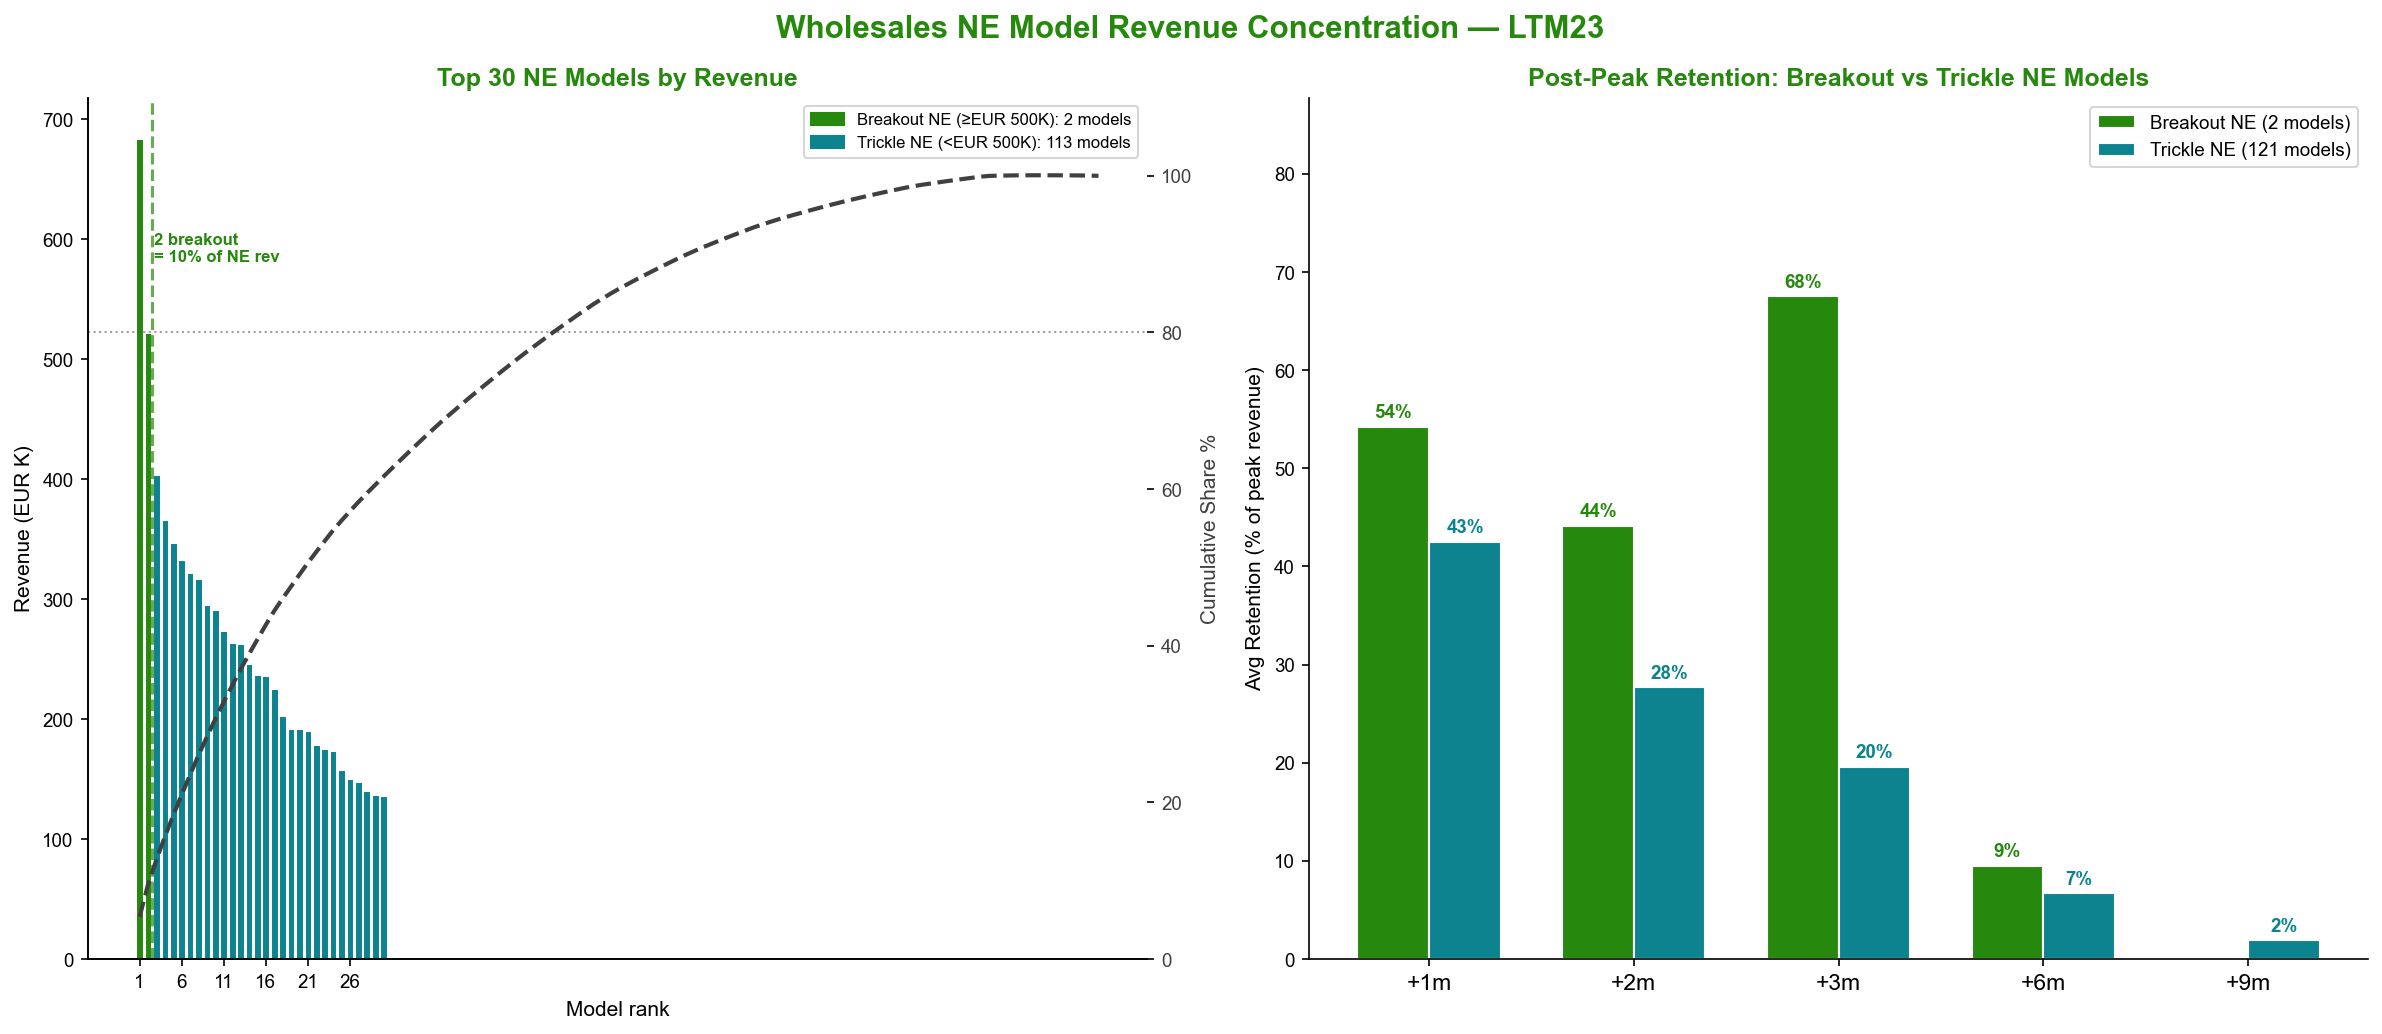 Wholesales NE Model Revenue Concentration — LTM23
Top 30 NE Models by Revenue
Breakout NE (≥EUR 500K): 2 models
Trickle NE (<EUR 500K): 113 models
2 breakout
= 10% of NE rev
Revenue (EUR K)
700
600
500
400
300
200
100
0
1 6 11 16 21 26
Model rank
100
80
60
40
20
0
Cumulative Share %
Post-Peak Retention: Breakout vs Trickle NE Models
Breakout NE (2 models)
Trickle NE (121 models)
Avg Retention (% of peak revenue)
80
70
60
50
40
30
20
10
0
54%
43%
44%
28%
68%
20%
9%
7%
2%
+1m +2m +3m +6m +9m